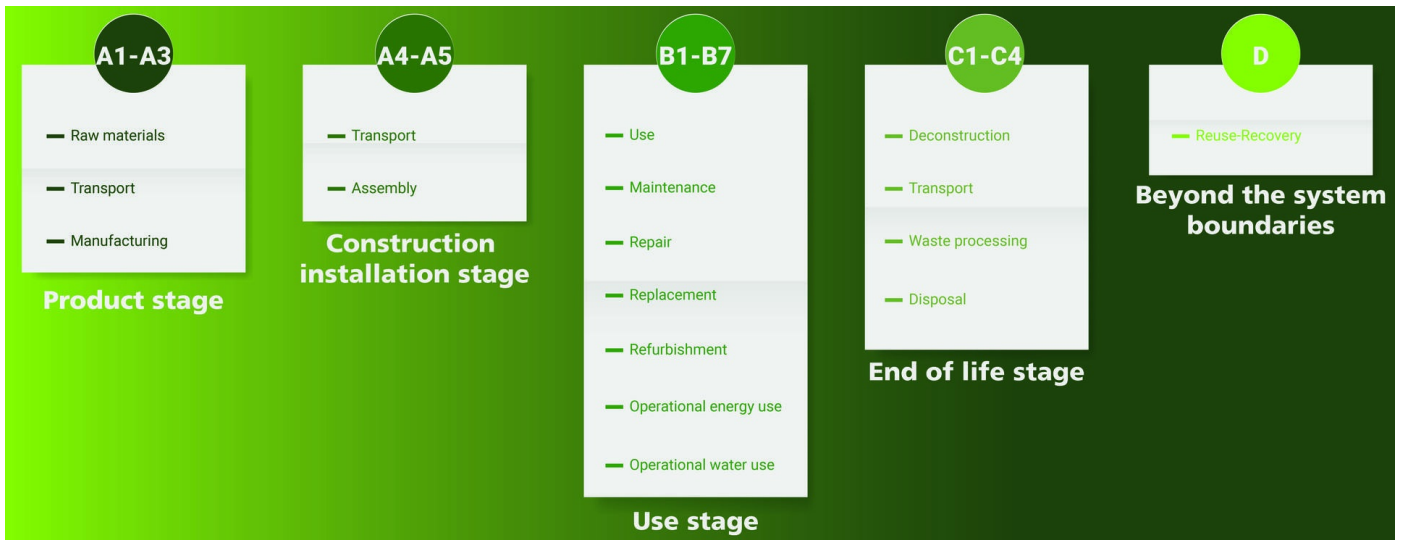 A1-A3
Raw materials
Transport
Manufacturing
Product stage
A4-A5
Transport
Assembly
Construction
installation stage
B1-B7
Use
Maintenance
Repair
Replacement
Refurbishment
Operational energy use
Operational water use
Use stage
C1-C4
Deconstruction
Transport
Waste processing
Disposal
End of life stage
D
Reuse-Recovery
Beyond the system
boundaries